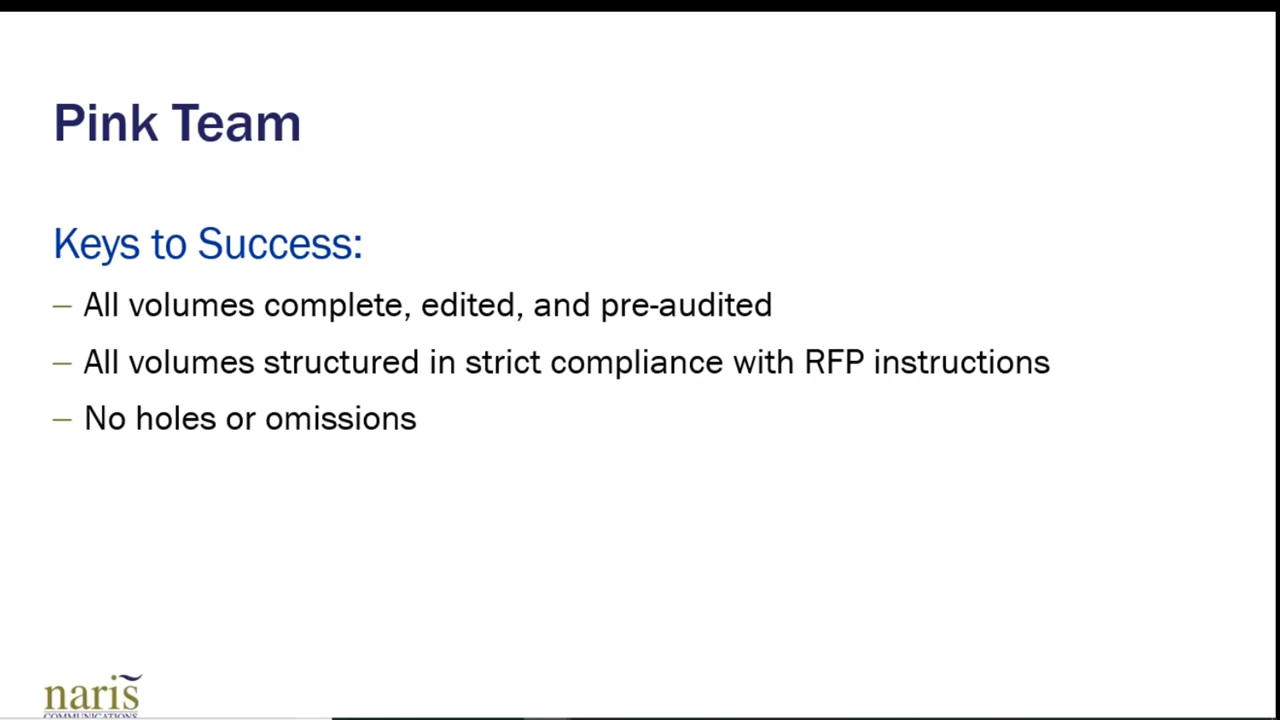 Pink Team
Keys to Success:
– All volumes complete, edited, and pre-audited
– All volumes structured in strict compliance with RFP instructions
– No holes or omissions
naris
COMMUNICATIONS